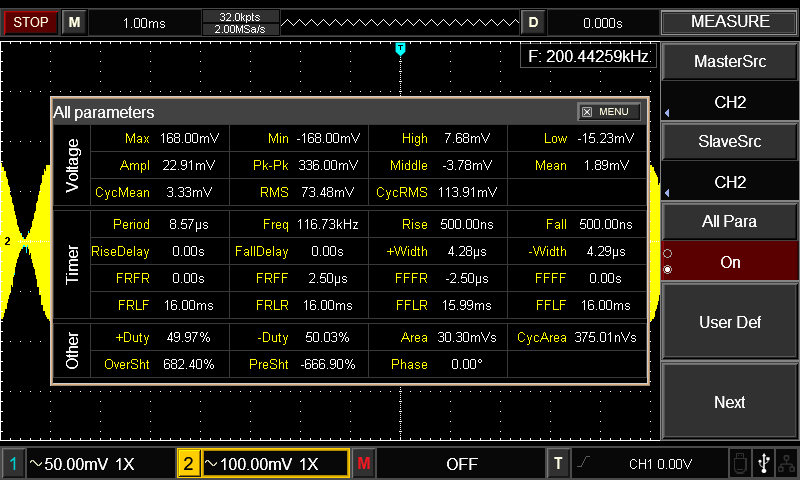 STOP M 1.00ms 32.0kpts D 0.000s MEASURE
2.00MSa/s
T
F: 200.44259kHz
MasterSrc
CH2
SlaveSrc
CH2
All Para
On
User Def
Next
All parameters MENU
Voltage
Max 168.00mV Min -168.00mV High 7.68mV Low -15.23mV
Ampl 22.91mV Pk-Pk 336.00mV Middle -3.78mV Mean 1.89mV
CycMean 3.33mV RMS 73.48mV CycRMS 113.91mV
Timer
Period 8.57µs Freq 116.73kHz Rise 500.00ns Fall 500.00ns
RiseDelay 0.00s FallDelay 0.00s +Width 4.28µs -Width 4.29µs
FRFR 0.00s FRFF 2.50µs FFFR -2.50µs FFFF 0.00s
FRLF 16.00ms FRLR 16.00ms FFLR 15.99ms FFLF 16.00ms
Other
+Duty 49.97% -Duty 50.03% Area 30.30mVs CycArea 375.01nVs
OverSht 682.40% PreSht -666.90% Phase 0.00°
2
1 50.00mV 1X 2 100.00mV 1X M OFF T CH1 0.00V